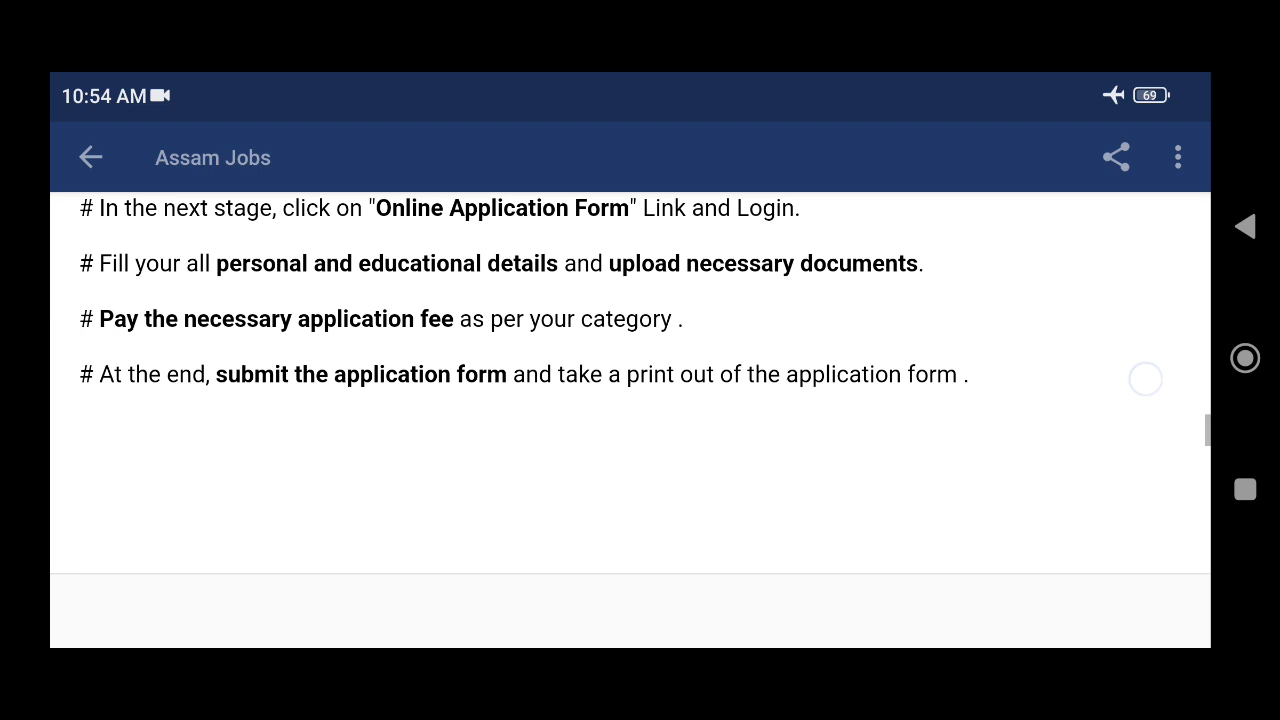 10:54 AM
69
Assam Jobs
# In the next stage, click on "Online Application Form" Link and Login.
# Fill your all personal and educational details and upload necessary documents.
# Pay the necessary application fee as per your category .
# At the end, submit the application form and take a print out of the application form .